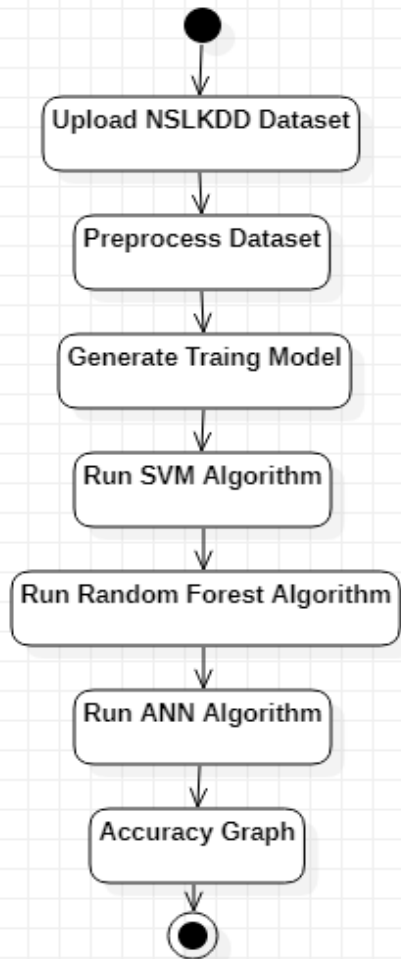 Upload NSLKDD Dataset
Preprocess Dataset
Generate Traing Model
Run SVM Algorithm
Run Random Forest Algorithm
Run ANN Algorithm
Accuracy Graph